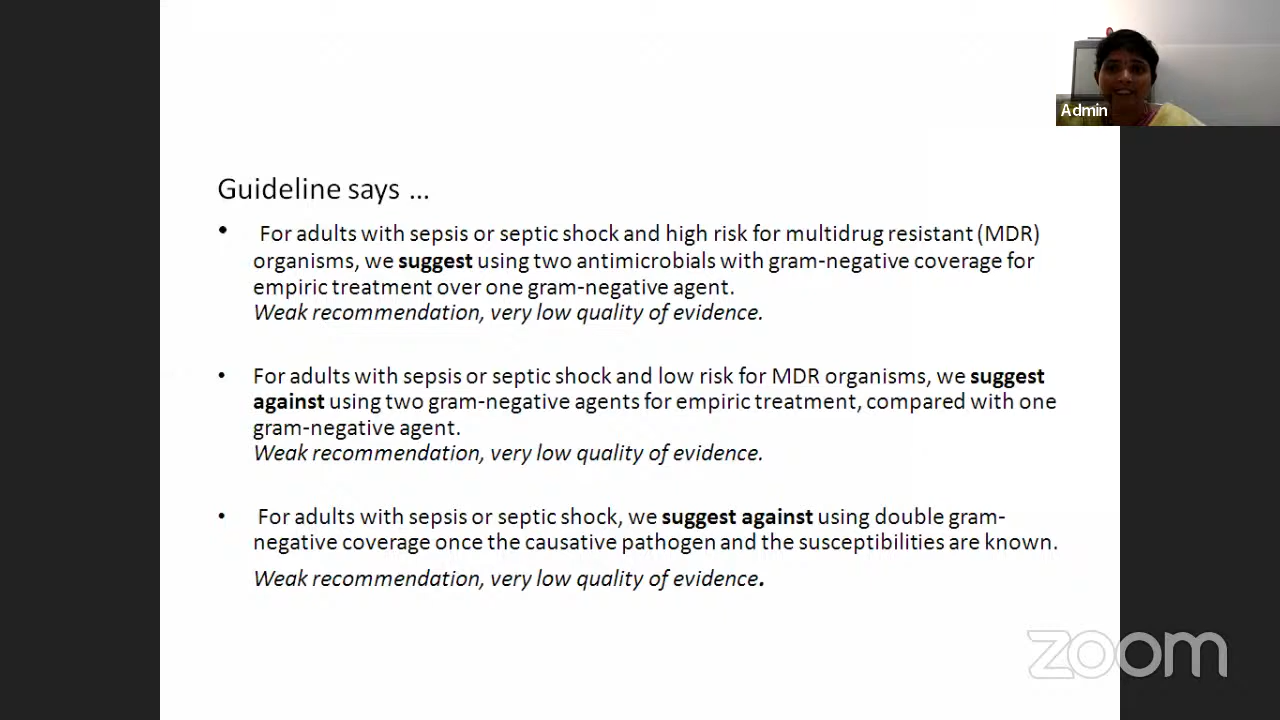 Admin
Guideline says ...
• For adults with sepsis or septic shock and high risk for multidrug resistant (MDR)
organisms, we suggest using two antimicrobials with gram-negative coverage for
empiric treatment over one gram-negative agent.
Weak recommendation, very low quality of evidence.
• For adults with sepsis or septic shock and low risk for MDR organisms, we suggest
against using two gram-negative agents for empiric treatment, compared with one
gram-negative agent.
Weak recommendation, very low quality of evidence.
• For adults with sepsis or septic shock, we suggest against using double gram-
negative coverage once the causative pathogen and the susceptibilities are known.
Weak recommendation, very low quality of evidence.
zoom